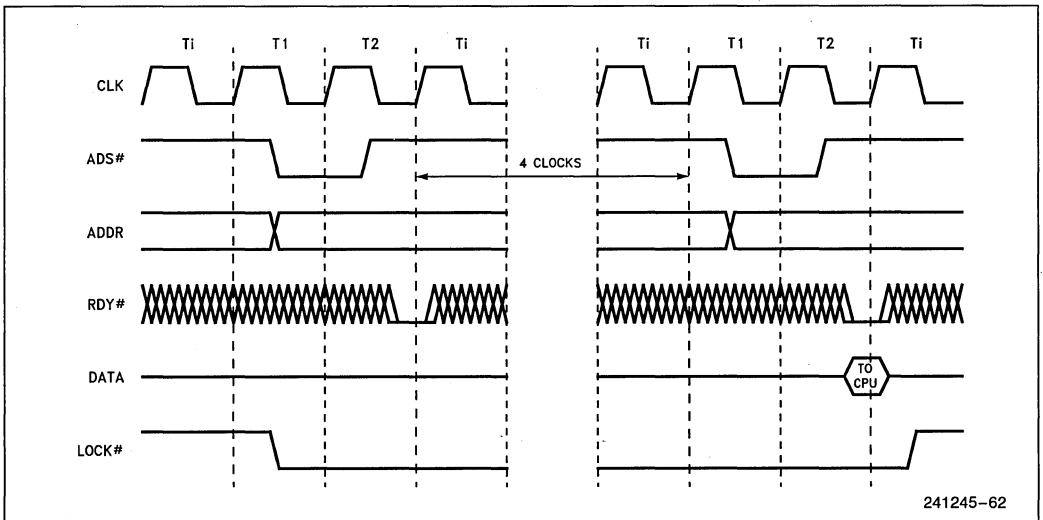 Ti T1 T2 Ti Ti T1 T2 Ti
CLK
ADS#
4 CLOCKS
ADDR
RDY#
DATA
TO
CPU
LOCK#
241245-62